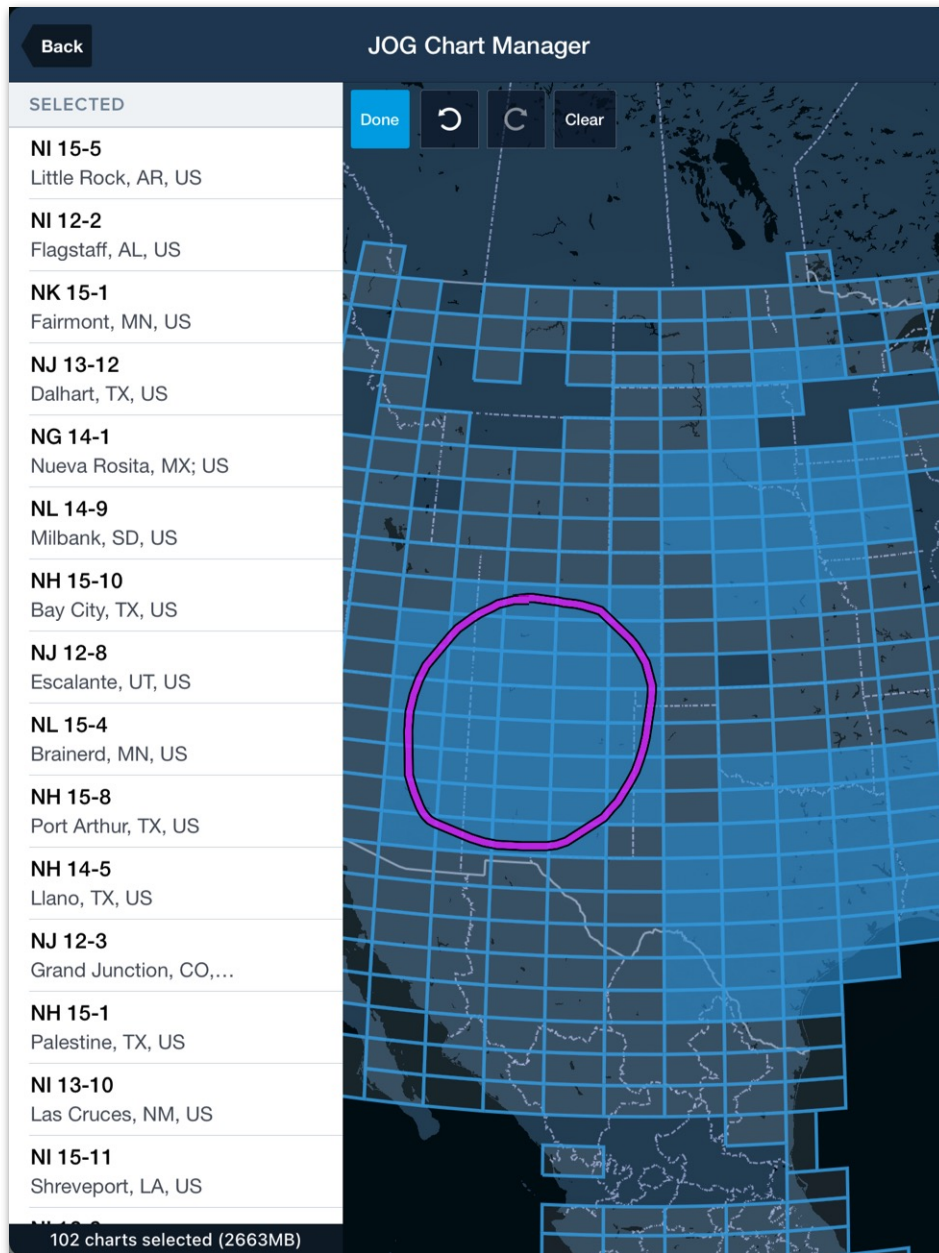 Back
JOG Chart Manager
SELECTED
Done
Clear
NI 15-5
Little Rock, AR, US
NI 12-2
Flagstaff, AL, US
NK 15-1
Fairmont, MN, US
NJ 13-12
Dalhart, TX, US
NG 14-1
Nueva Rosita, MX; US
NL 14-9
Milbank, SD, US
NH 15-10
Bay City, TX, US
NJ 12-8
Escalante, UT, US
NL 15-4
Brainerd, MN, US
NH 15-8
Port Arthur, TX, US
NH 14-5
Llano, TX, US
NJ 12-3
Grand Junction, CO,...
NH 15-1
Palestine, TX, US
NI 13-10
Las Cruces, NM, US
NI 15-11
Shreveport, LA, US
102 charts selected (2663MB)